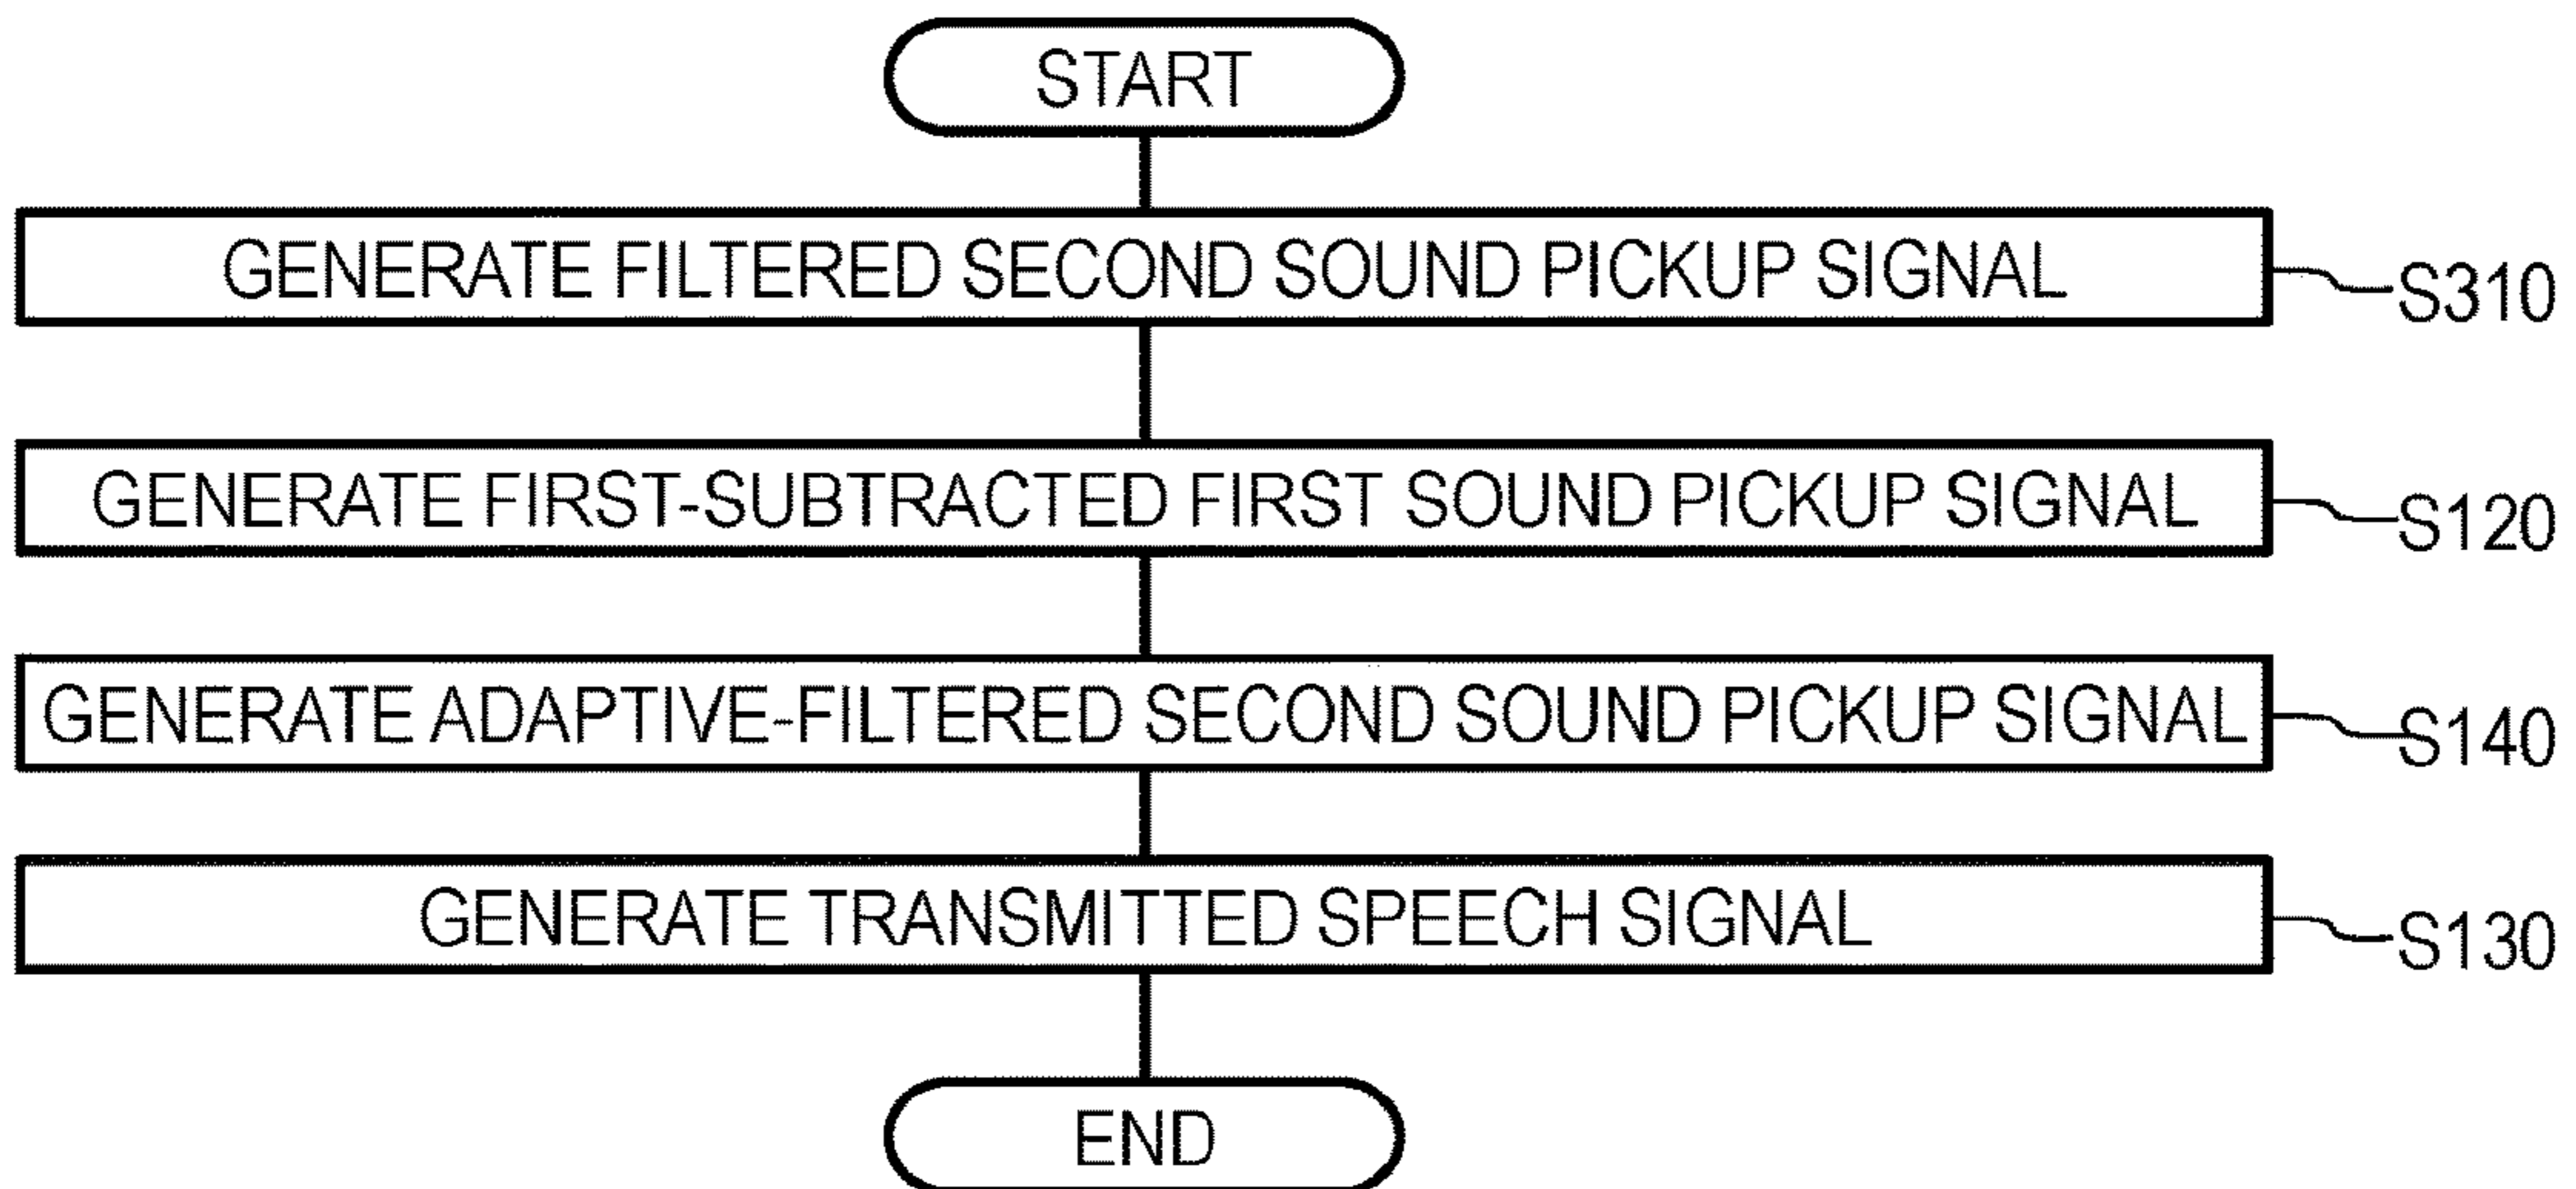 START
GENERATE FILTERED SECOND SOUND PICKUP SIGNAL
S310
GENERATE FIRST-SUBTRACTED FIRST SOUND PICKUP SIGNAL
S120
GENERATE ADAPTIVE-FILTERED SECOND SOUND PICKUP SIGNAL
S140
GENERATE TRANSMITTED SPEECH SIGNAL
S130
END